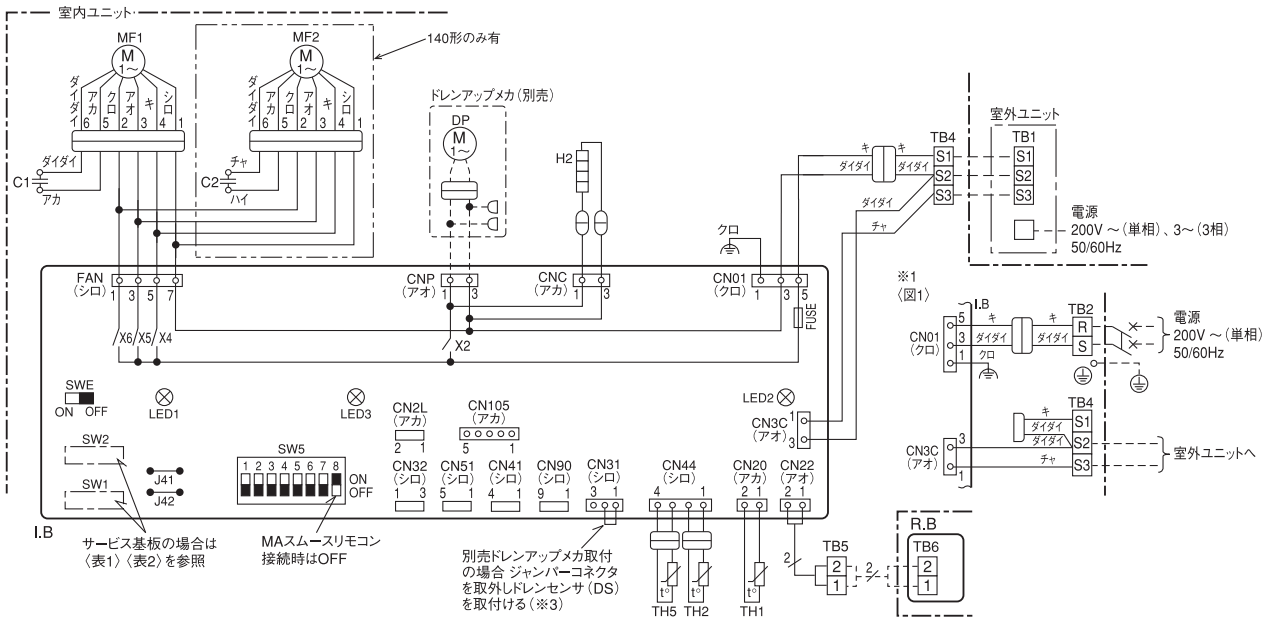 室内ユニット
MF1
M
1～
ダイダイ
アカ
クロ
アオ
キ
シロ
6 5 2 3 4 1
ダイダイ
C1
アカ
MF2
M
1～
ダイダイ
アカ
クロ
アオ
キ
シロ
6 5 2 3 4 1
チャ
C2
ハイ
140形のみ有
ドレンアップメカ(別売)
DP
M
1～
H2
クロ
キ キ
ダイダイ ダイダイ
ダイダイ
チャ
TB4
S1
S2
S3
室外ユニット
TB1
S1
S2
S3
電源
200V ～(単相)、3～(3相)
50/60Hz
FAN
(シロ)
1 3 5 7
CNP
(アオ)
1 3
CNC
(アカ)
1 3
CN01
(クロ)
1 3 5
FUSE
X6 X5 X4
X2
SWE
ON OFF
LED1
LED3
LED2
CN2L
(アカ)
2 1
CN105
(アカ)
5 1
CN3C
(アオ)
1
3
SW2
SW1
J41
J42
SW5
1 2 3 4 5 6 7 8
ON
OFF
CN32
(シロ)
1 3
CN51
(シロ)
5 1
CN41
(シロ)
4 1
CN90
(シロ)
9 1
CN31
(シロ)
3 1
CN44
(シロ)
4 1
CN20
(アカ)
2 1
CN22
(アオ)
2 1
I.B
サービス基板の場合は
〈表1〉〈表2〉を参照
MAスムースリモコン
接続時はOFF
別売ドレンアップメカ取付
の場合 ジャンパーコネクタ
を取外しドレンセンサ(DS)
を取付ける(※3)
t°
TH5
t°
TH2
t°
TH1
2
TB5
2
1
2
R.B
TB6
2
1
※1
〈図1〉
I.B
CN01
(クロ)
5
3
1
キ キ
ダイダイ ダイダイ
クロ
TB2
R
S
電源
200V ～(単相)
50/60Hz
TB4
S1
S2
S3
キ
ダイダイ
ダイダイ
チャ
CN3C
(アオ)
3
1
室外ユニットへ